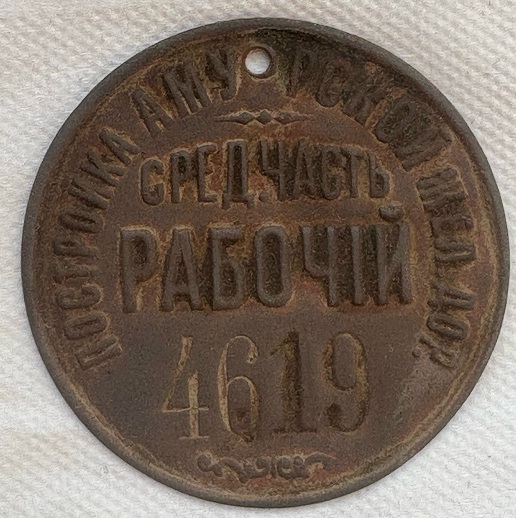 ПОСТРОЙКА АМУРСКОЙ ЖЕЛ.ДОР.
СРЕД.ЧАСТЬ
РАБОЧІЙ
4619